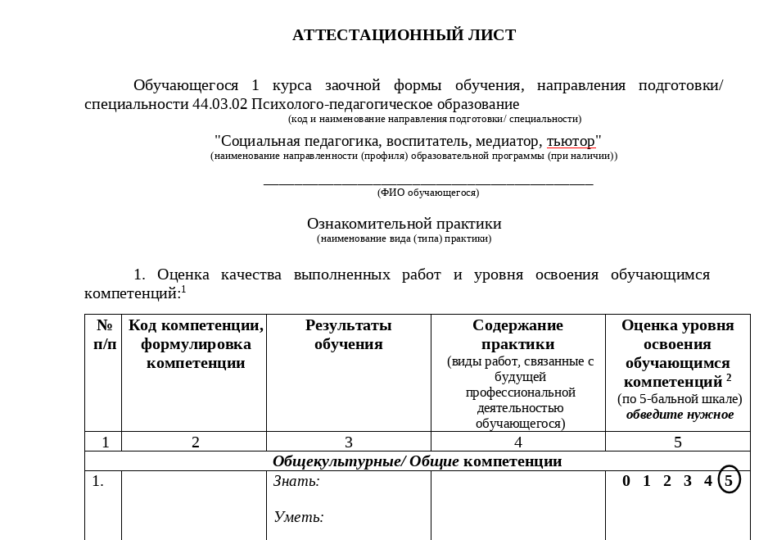 АТТЕСТАЦИОННЫЙ ЛИСТ
Обучающегося 1 курса заочной формы обучения, направления подготовки/
специальности 44.03.02 Психолого-педагогическое образование
(код и наименование направления подготовки/ специальности)
"Социальная педагогика, воспитатель, медиатор, тьютор"
(наименование направленности (профиля) образовательной программы (при наличии))
(ФИО обучающегося)
Ознакомительной практики
(наименование вида (типа) практики)
1. Оценка качества выполненных работ и уровня освоения обучающимся
компетенций:1
№
п/п
Код компетенции,
формулировка
компетенции
Результаты
обучения
Содержание
практики
(виды работ, связанные с
будущей
профессиональной
деятельностью
обучающегося)
Оценка уровня
освоения
обучающимся
компетенций 2
(по 5-бальной шкале)
обведите нужное
1 2 3 4 5
Общекультурные/ Общие компетенции
1.
Знать:
Уметь:
0 1 2 3 4 5